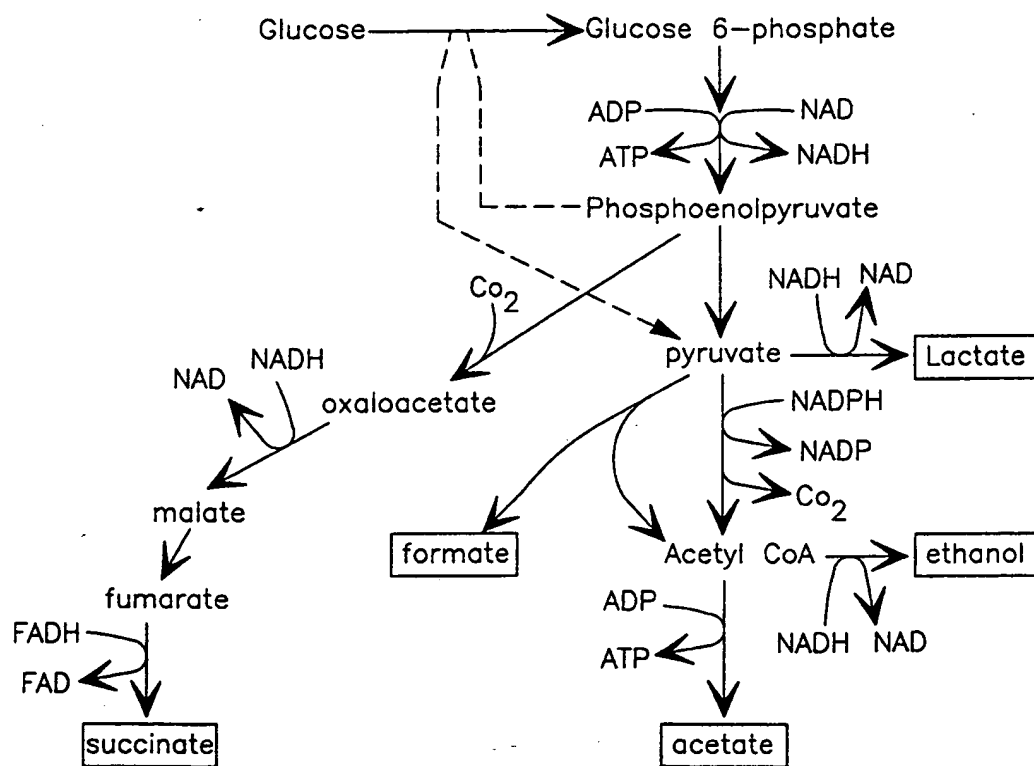 Glucose
Glucose 6-phosphate
ADP
NAD
ATP
NADH
Phosphoenolpyruvate
Co2
NADH
NAD
pyruvate
Lactate
NADH
NAD
oxaloacetate
NADPH
NADP
Co2
malate
formate
Acetyl CoA
ethanol
fumarate
ADP
NADH
NAD
FADH
ATP
FAD
succinate
acetate